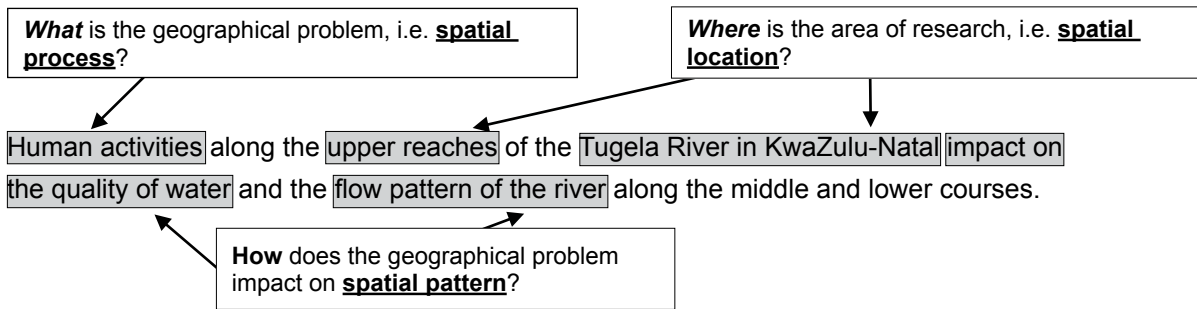 What is the geographical problem, i.e. spatial
process?
Where is the area of research, i.e. spatial
location?
Human activities along the upper reaches of the Tugela River in KwaZulu-Natal impact on
the quality of water and the flow pattern of the river along the middle and lower courses.
How does the geographical problem
impact on spatial pattern?